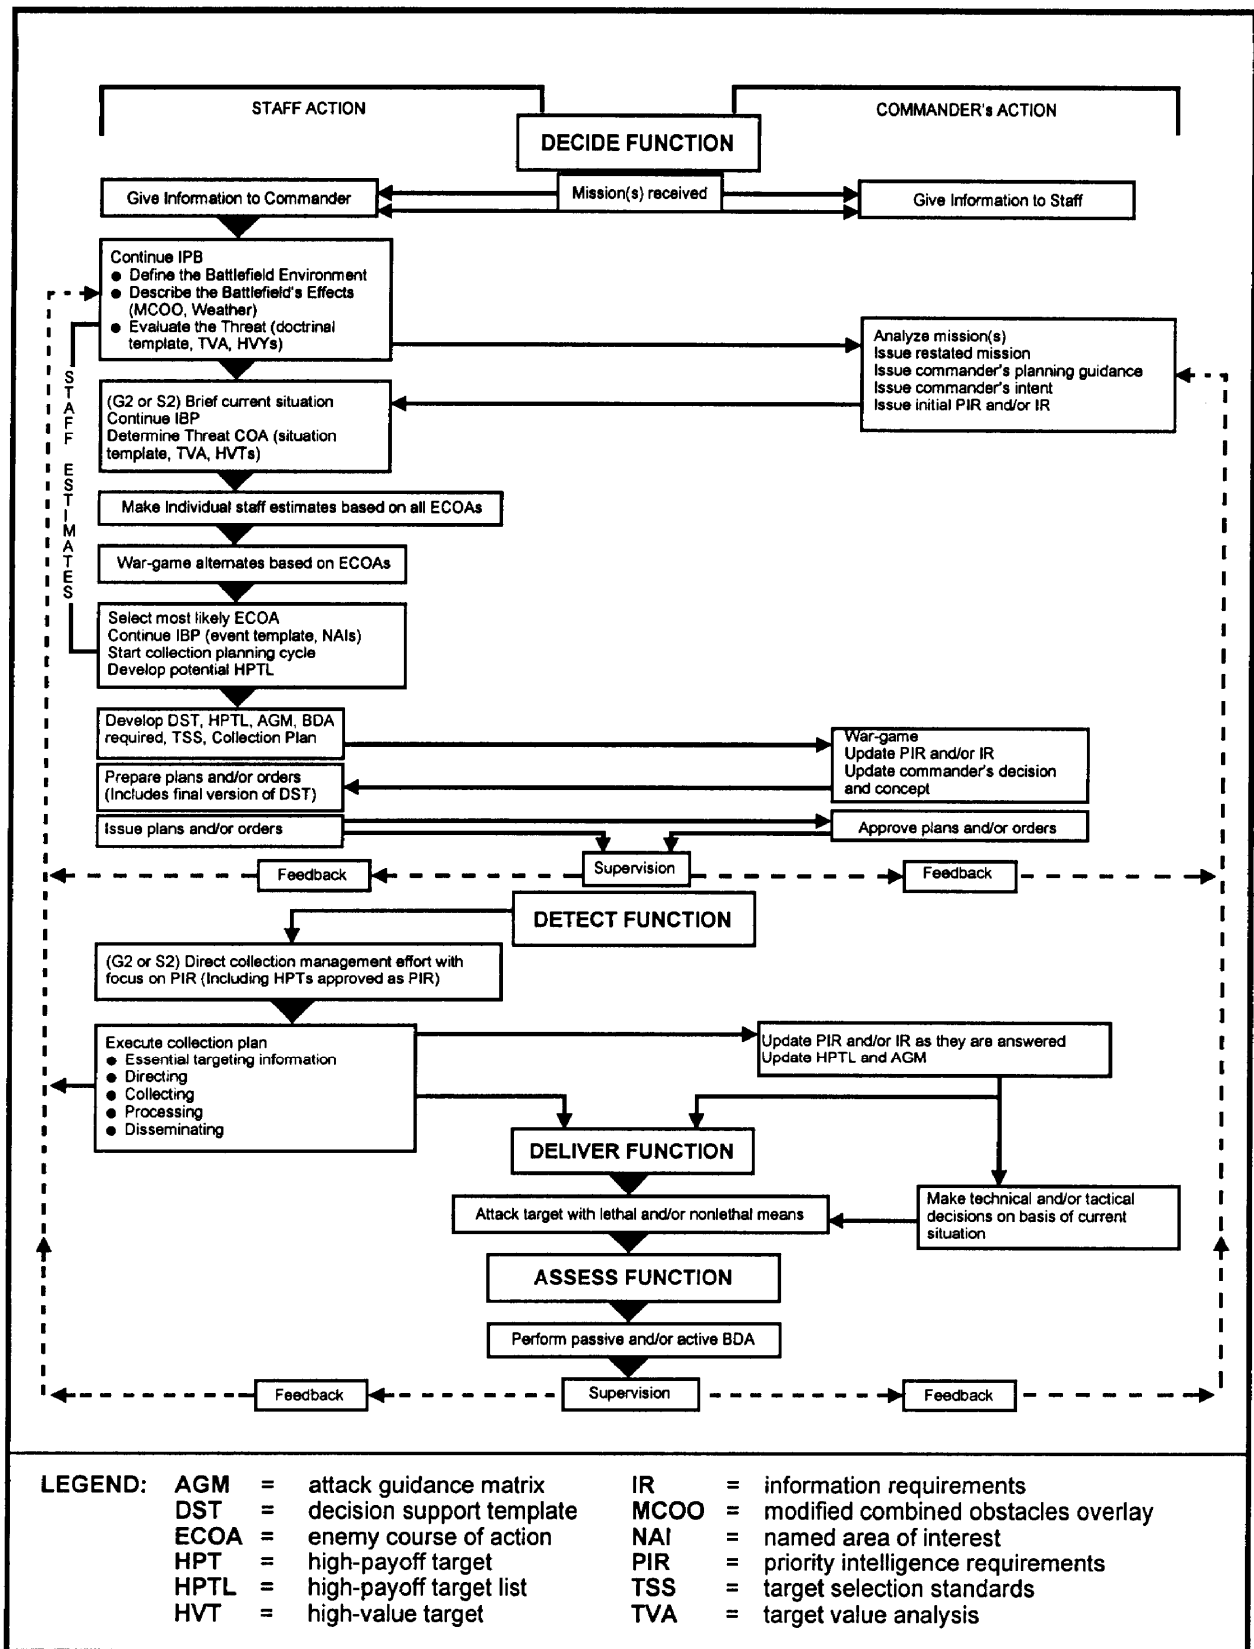 STAFF ACTION
COMMANDER's ACTION
DECIDE FUNCTION
Give Information to Commander
Mission(s) received
Give Information to Staff
Continue IPB
● Define the Battlefield Environment
● Describe the Battlefield's Effects
(MCOO, Weather)
● Evaluate the Threat (doctrinal
template, TVA, HVYs)
Analyze mission(s)
Issue restated mission
Issue commander's planning guidance
Issue commander's intent
Issue initial PIR and/or IR
STAFF ESTIMATES
(G2 or S2) Brief current situation
Continue IBP
Determine Threat COA (situation
template, TVA, HVTs)
Make individual staff estimates based on all ECOAs
War-game alternates based on ECOAs
Select most likely ECOA
Continue IBP (event template, NAIs)
Start collection planning cycle
Develop potential HPTL
Develop DST, HPTL, AGM, BDA
required, TSS, Collection Plan
War-game
Update PIR and/or IR
Update commander's decision
and concept
Prepare plans and/or orders
(Includes final version of DST)
Issue plans and/or orders
Approve plans and/or orders
Supervision
Feedback
Feedback
DETECT FUNCTION
(G2 or S2) Direct collection management effort with
focus on PIR (Including HPTs approved as PIR)
Execute collection plan
● Essential targeting information
● Directing
● Collecting
● Processing
● Disseminating
Update PIR and/or IR as they are answered
Update HPTL and AGM
DELIVER FUNCTION
Attack target with lethal and/or nonlethal means
Make technical and/or tactical
decisions on basis of current
situation
ASSESS FUNCTION
Perform passive and/or active BDA
Feedback
Supervision
Feedback
LEGEND: AGM = attack guidance matrix
DST = decision support template
ECOA = enemy course of action
HPT = high-payoff target
HPTL = high-payoff target list
HVT = high-value target
IR = information requirements
MCOO = modified combined obstacles overlay
NAI = named area of interest
PIR = priority intelligence requirements
TSS = target selection standards
TVA = target value analysis